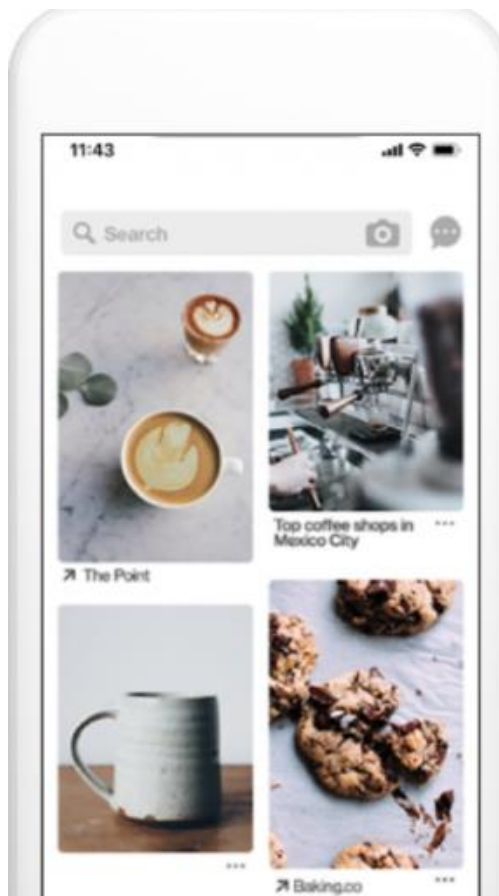 11:43
Search
The Point
Top coffee shops in
Mexico City
Baking.co